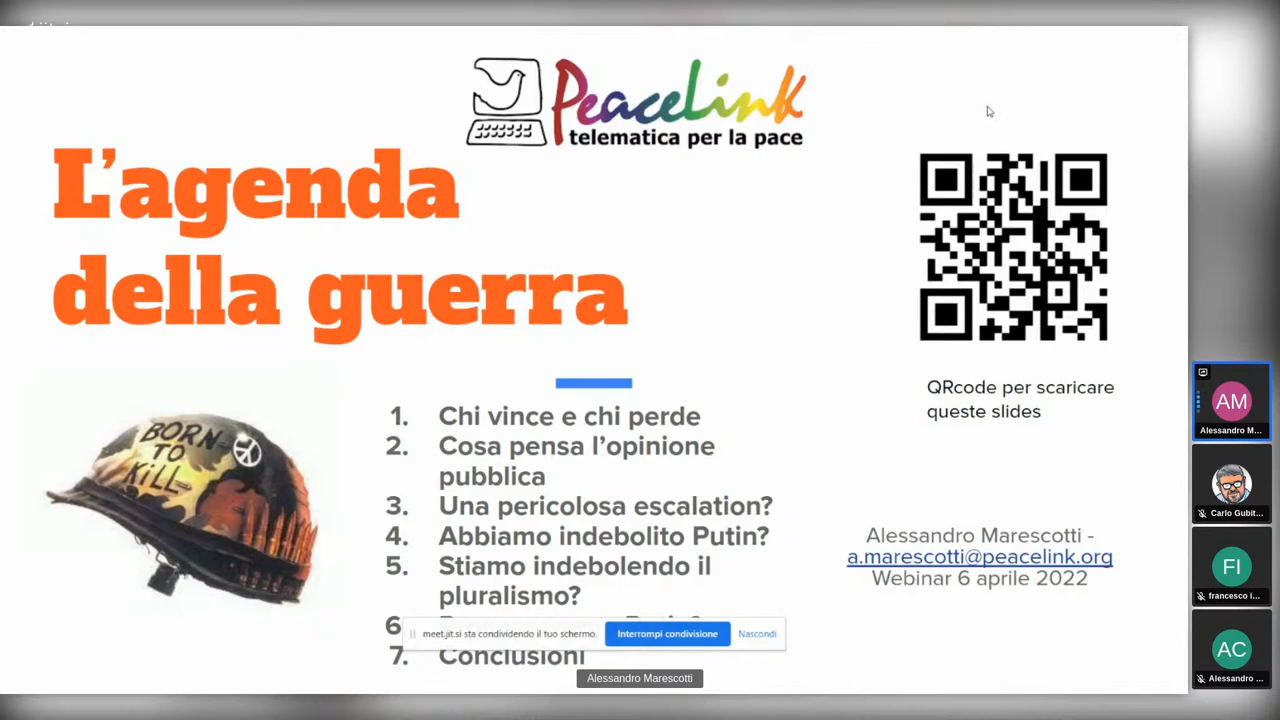 PeaceLink
telematica per la pace
L'agenda
della guerra
BORN
TO
KILL
1. Chi vince e chi perde
2. Cosa pensa l'opinione
pubblica
3. Una pericolosa escalation?
4. Abbiamo indebolito Putin?
5. Stiamo indebolendo il
pluralismo?
6
7. Conclusioni
meet.jit.si sta condividendo il tuo schermo.
Interrompi condivisione
Nascondi
Alessandro Marescotti
QRcode per scaricare
queste slides
Alessandro Marescotti -
a.marescotti@peacelink.org
Webinar 6 aprile 2022
AM
Alessandro M...
Carlo Gubit...
FI
francesco i...
AC
Alessandro ...